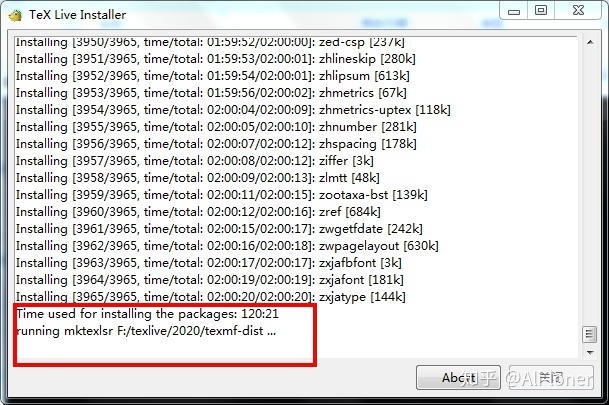 TeX Live Installer
Installing [3950/3965, time/total: 01:59:52/02:00:00]: zed-csp [237k]
Installing [3951/3965, time/total: 01:59:53/02:00:01]: zhlineskip [280k]
Installing [3952/3965, time/total: 01:59:54/02:00:01]: zhlipsum [613k]
Installing [3953/3965, time/total: 01:59:56/02:00:02]: zhmetrics [67k]
Installing [3954/3965, time/total: 02:00:04/02:00:09]: zhmetrics-uptex [118k]
Installing [3955/3965, time/total: 02:00:05/02:00:10]: zhnumber [281k]
Installing [3956/3965, time/total: 02:00:07/02:00:12]: zhspacing [178k]
Installing [3957/3965, time/total: 02:00:08/02:00:12]: ziffer [3k]
Installing [3958/3965, time/total: 02:00:09/02:00:13]: zlmtt [48k]
Installing [3959/3965, time/total: 02:00:11/02:00:15]: zootaxa-bst [139k]
Installing [3960/3965, time/total: 02:00:12/02:00:16]: zref [684k]
Installing [3961/3965, time/total: 02:00:15/02:00:17]: zwgetfdate [242k]
Installing [3962/3965, time/total: 02:00:16/02:00:18]: zwpagelayout [630k]
Installing [3963/3965, time/total: 02:00:17/02:00:17]: zxjafbfont [3k]
Installing [3964/3965, time/total: 02:00:19/02:00:19]: zxjafont [181k]
Installing [3965/3965, time/total: 02:00:20/02:00:20]: zxjatype [144k]
Time used for installing the packages: 120:21
running mktexlsr F:/texlive/2020/texmf-dist ...
Abort
关闭
知乎